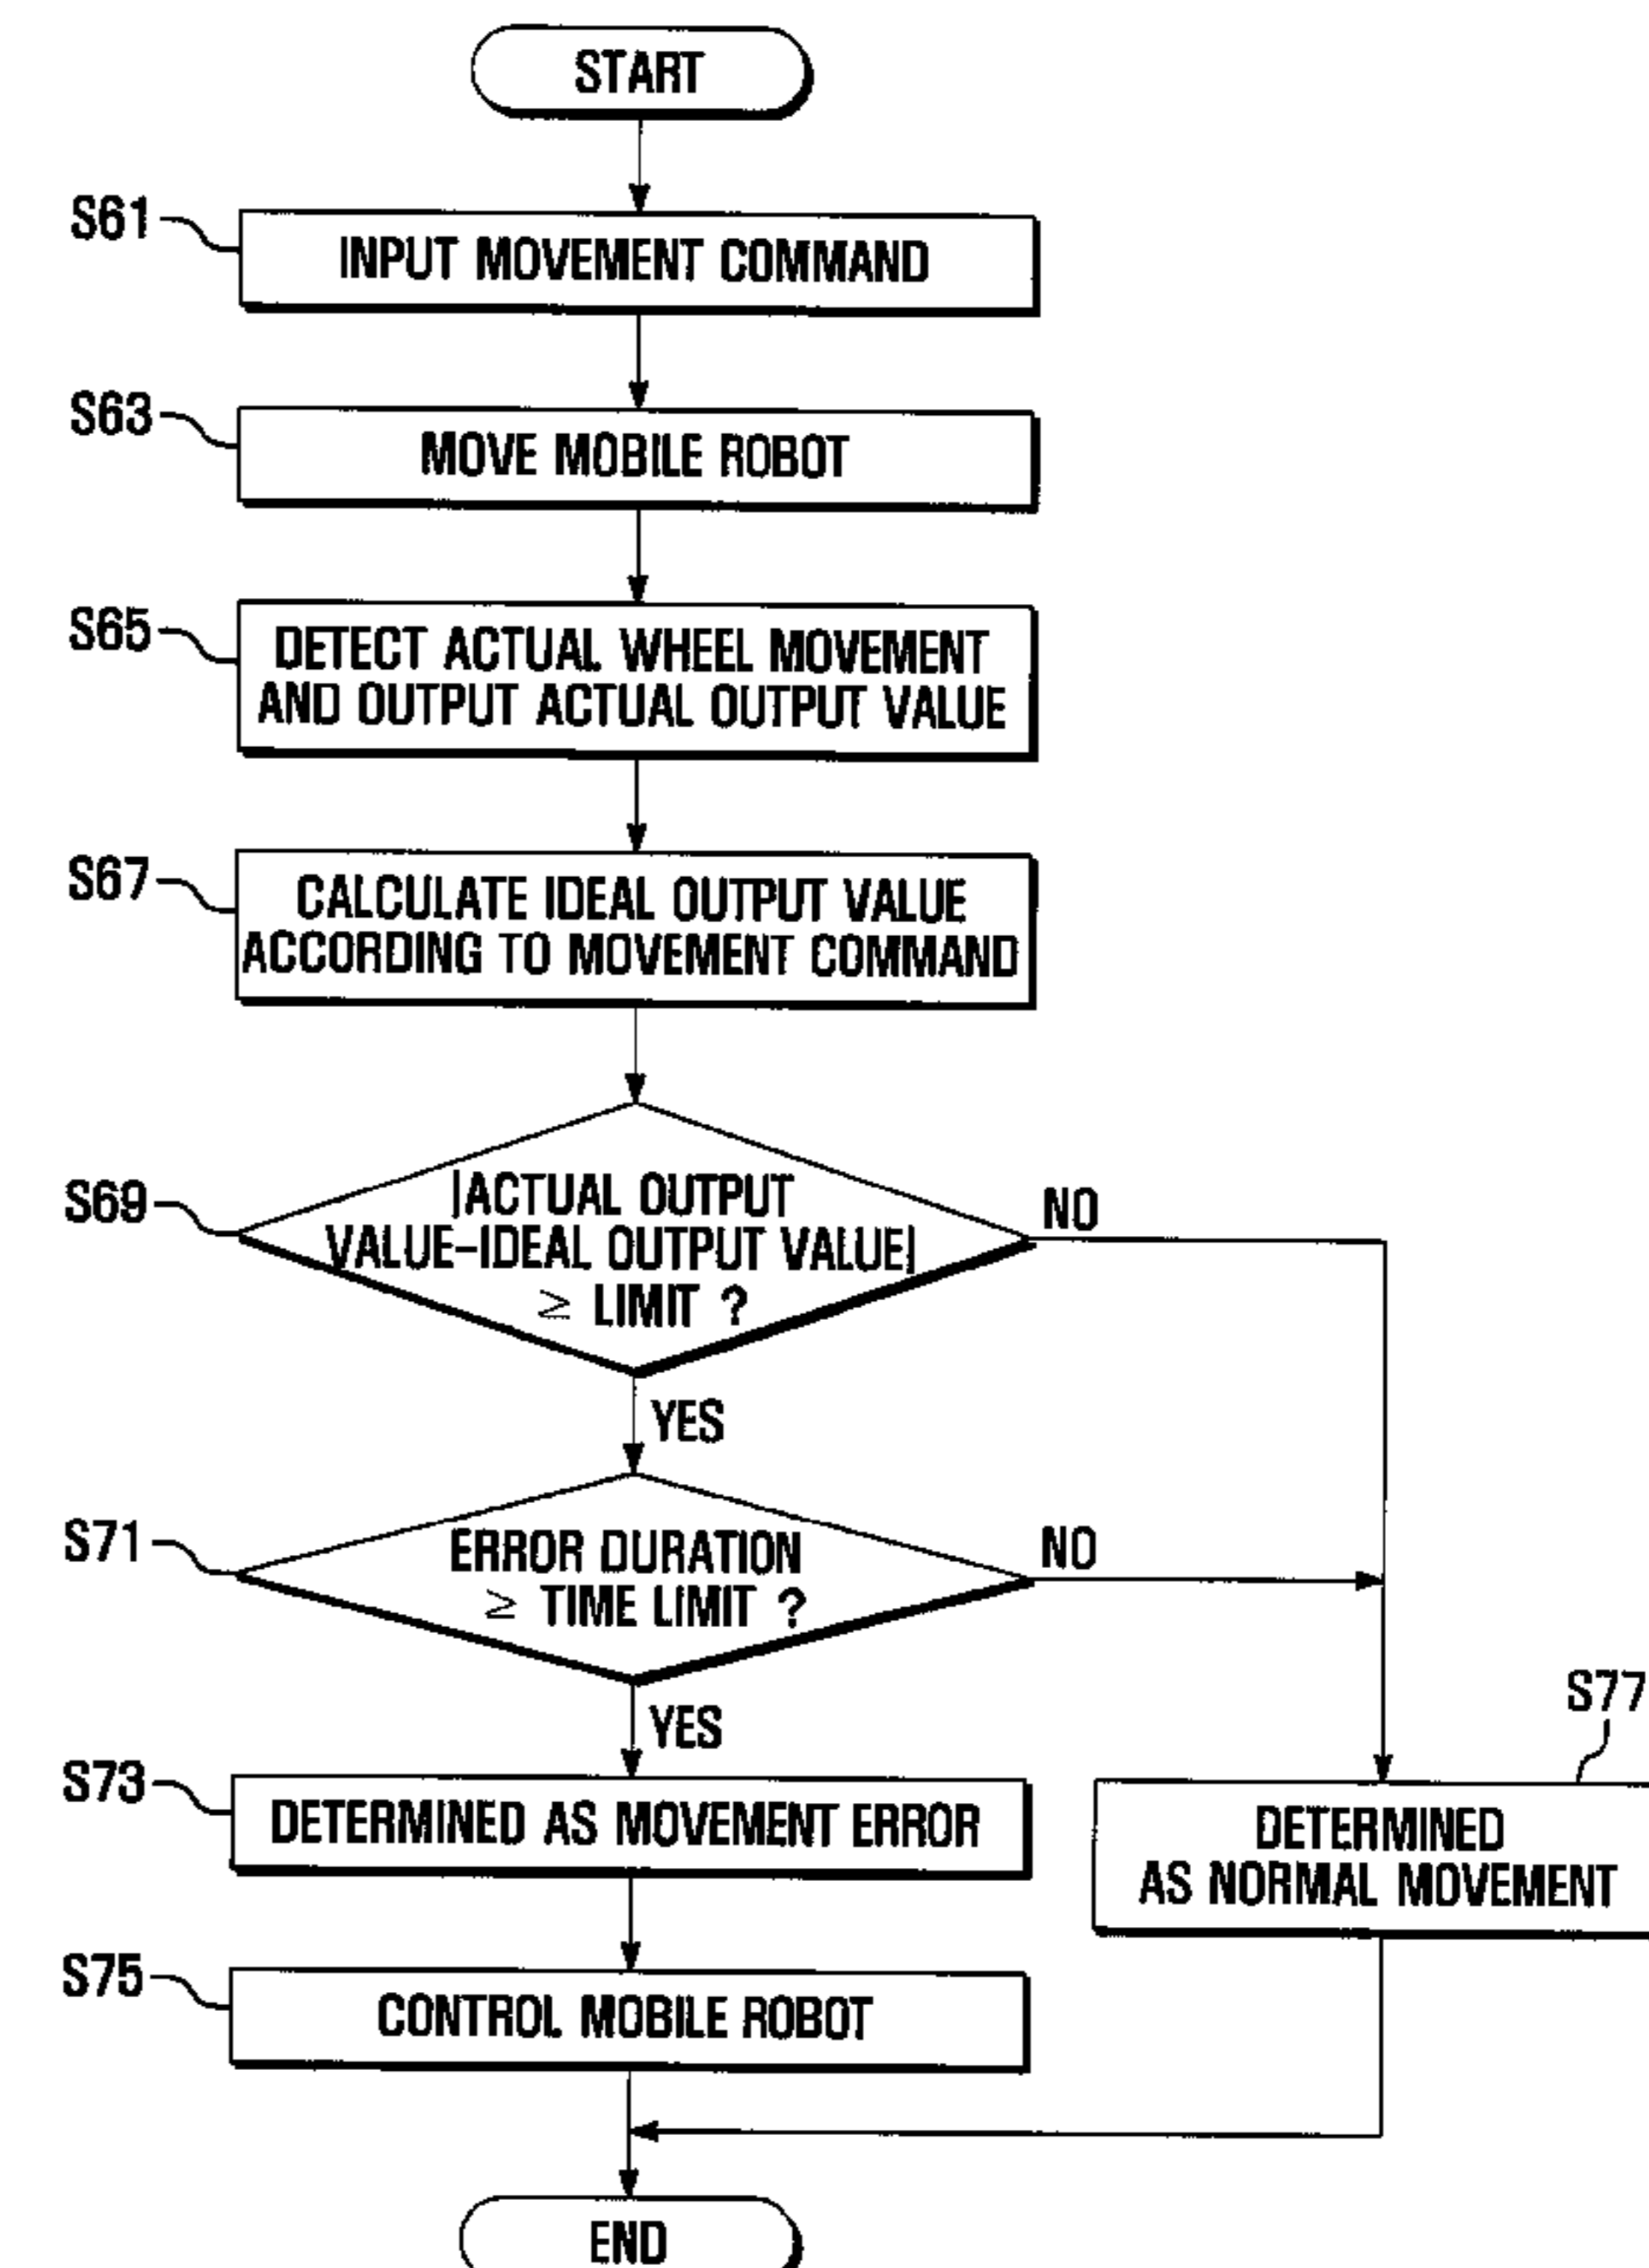 START
S61
INPUT MOVEMENT COMMAND
S63
MOVE MOBILE ROBOT
S65
DETECT ACTUAL WHEEL MOVEMENT
AND OUTPUT ACTUAL OUTPUT VALUE
S67
CALCULATE IDEAL OUTPUT VALUE
ACCORDING TO MOVEMENT COMMAND
S69
|ACTUAL OUTPUT
VALUE-IDEAL OUTPUT VALUE|
≥ LIMIT ?
NO
YES
S71
ERROR DURATION
≥ TIME LIMIT ?
NO
YES
S73
DETERMINED AS MOVEMENT ERROR
S77
DETERMINED
AS NORMAL MOVEMENT
S75
CONTROL MOBILE ROBOT
END